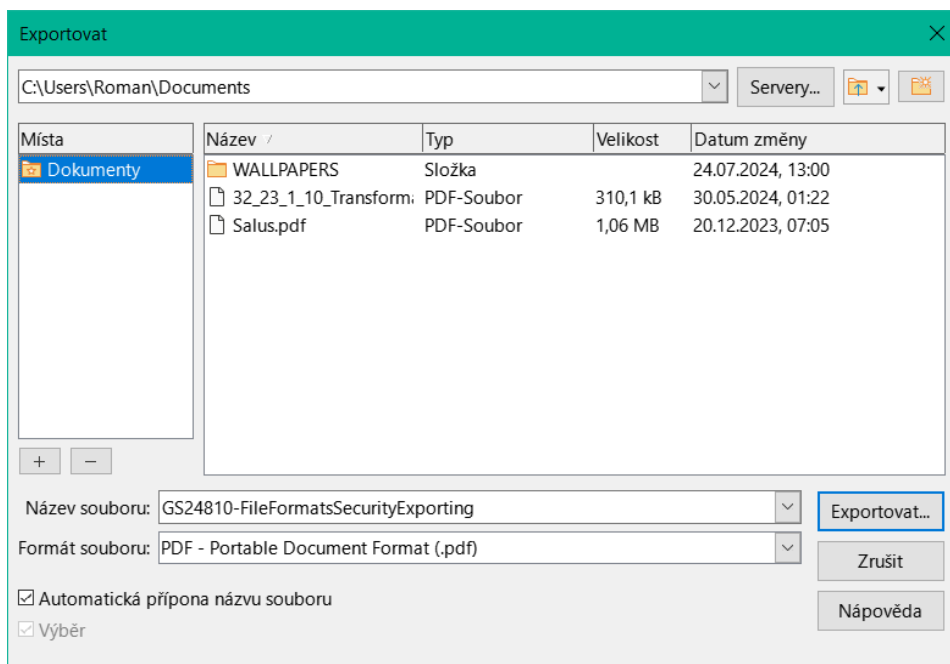 Exportovat
C:\Users\Roman\Documents
Servery...
Místa
Dokumenty
Název Typ Velikost Datum změny
WALLPAPERS Složka 24.07.2024, 13:00
32_23_1_10_Transform PDF-Soubor 310,1 kB 30.05.2024, 01:22
Salus.pdf PDF-Soubor 1,06 MB 20.12.2023, 07:05
+ −
Název souboru: GS24810-FileFormatsSecurityExporting
Exportovat...
Formát souboru: PDF - Portable Document Format (.pdf)
Zrušit
Automatická přípona názvu souboru
Nápověda
Výběr